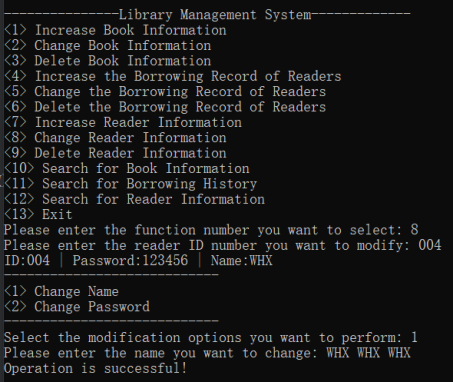 ---------------Library Management System-------------
<1> Increase Book Information
<2> Change Book Information
<3> Delete Book Information
<4> Increase the Borrowing Record of Readers
<5> Change the Borrowing Record of Readers
<6> Delete the Borrowing Record of Readers
<7> Increase Reader Information
<8> Change Reader Information
<9> Delete Reader Information
<10> Search for Book Information
<11> Search for Borrowing History
<12> Search for Reader Information
<13> Exit
Please enter the function number you want to select: 8
Please enter the reader ID number you want to modify: 004
ID:004 | Password:123456 | Name:WHX
----------------------------
<1> Change Name
<2> Change Password
----------------------------
Select the modification options you want to perform: 1
Please enter the name you want to change: WHX WHX WHX
Operation is successful!